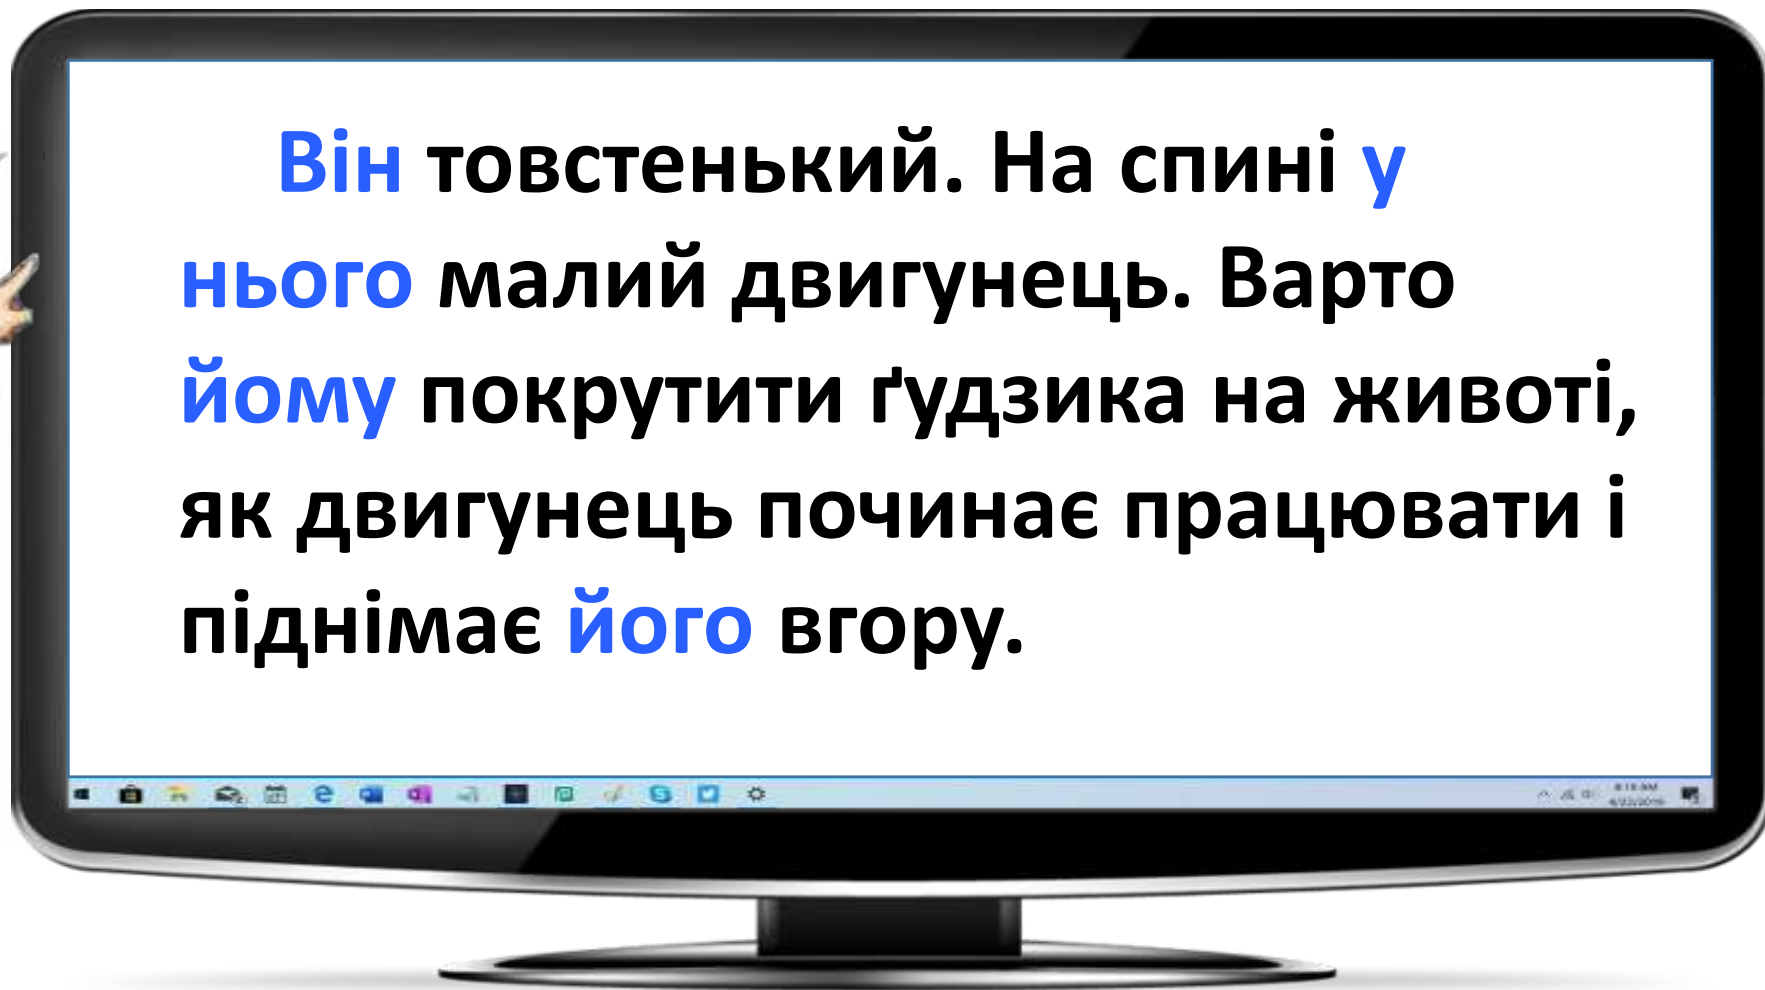 Він товстенький. На спині у
нього малий двигунець. Варто
йому покрутити ґудзика на животі,
як двигунець починає працювати і
піднімає його вгору.